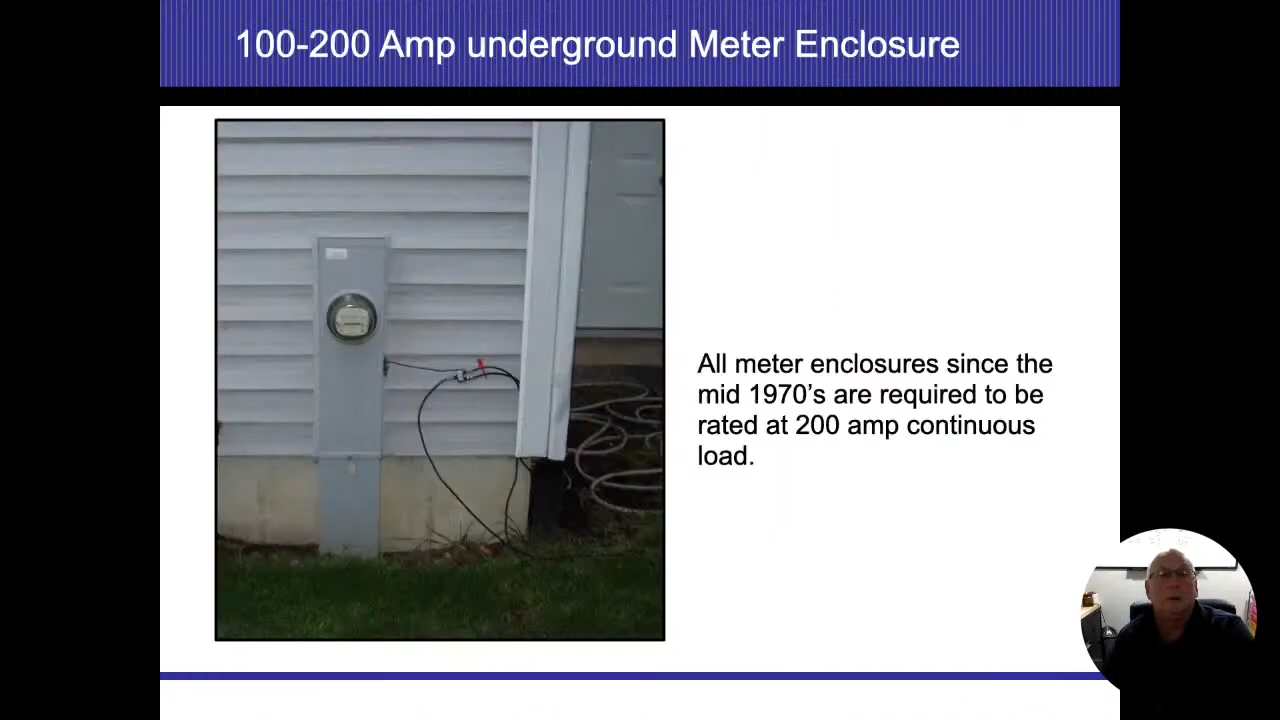 100-200 Amp underground Meter Enclosure
All meter enclosures since the
mid 1970’s are required to be
rated at 200 amp continuous
load.